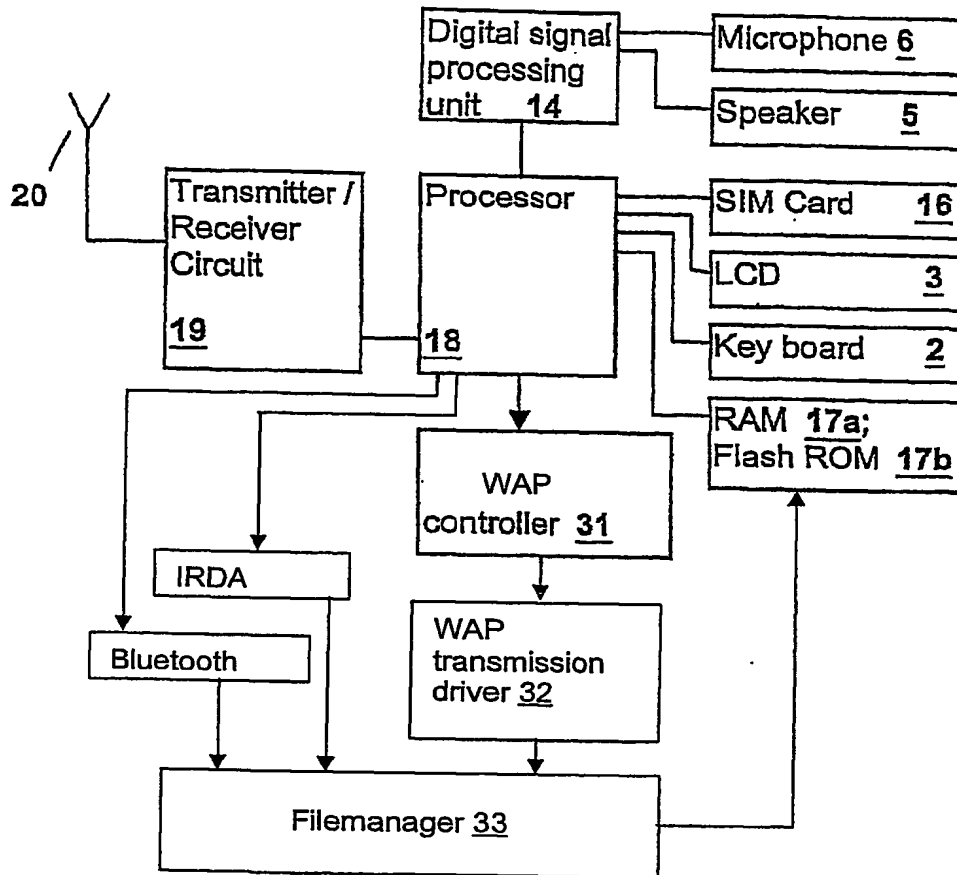 Digital signal
processing
unit 14
Microphone 6
Speaker 5
20
Transmitter /
Receiver
Circuit
19
Processor
18
SIM Card 16
LCD 3
Key board 2
RAM 17a;
Flash ROM 17b
WAP
controller 31
IRDA
Bluetooth
WAP
transmission
driver 32
Filemanager 33